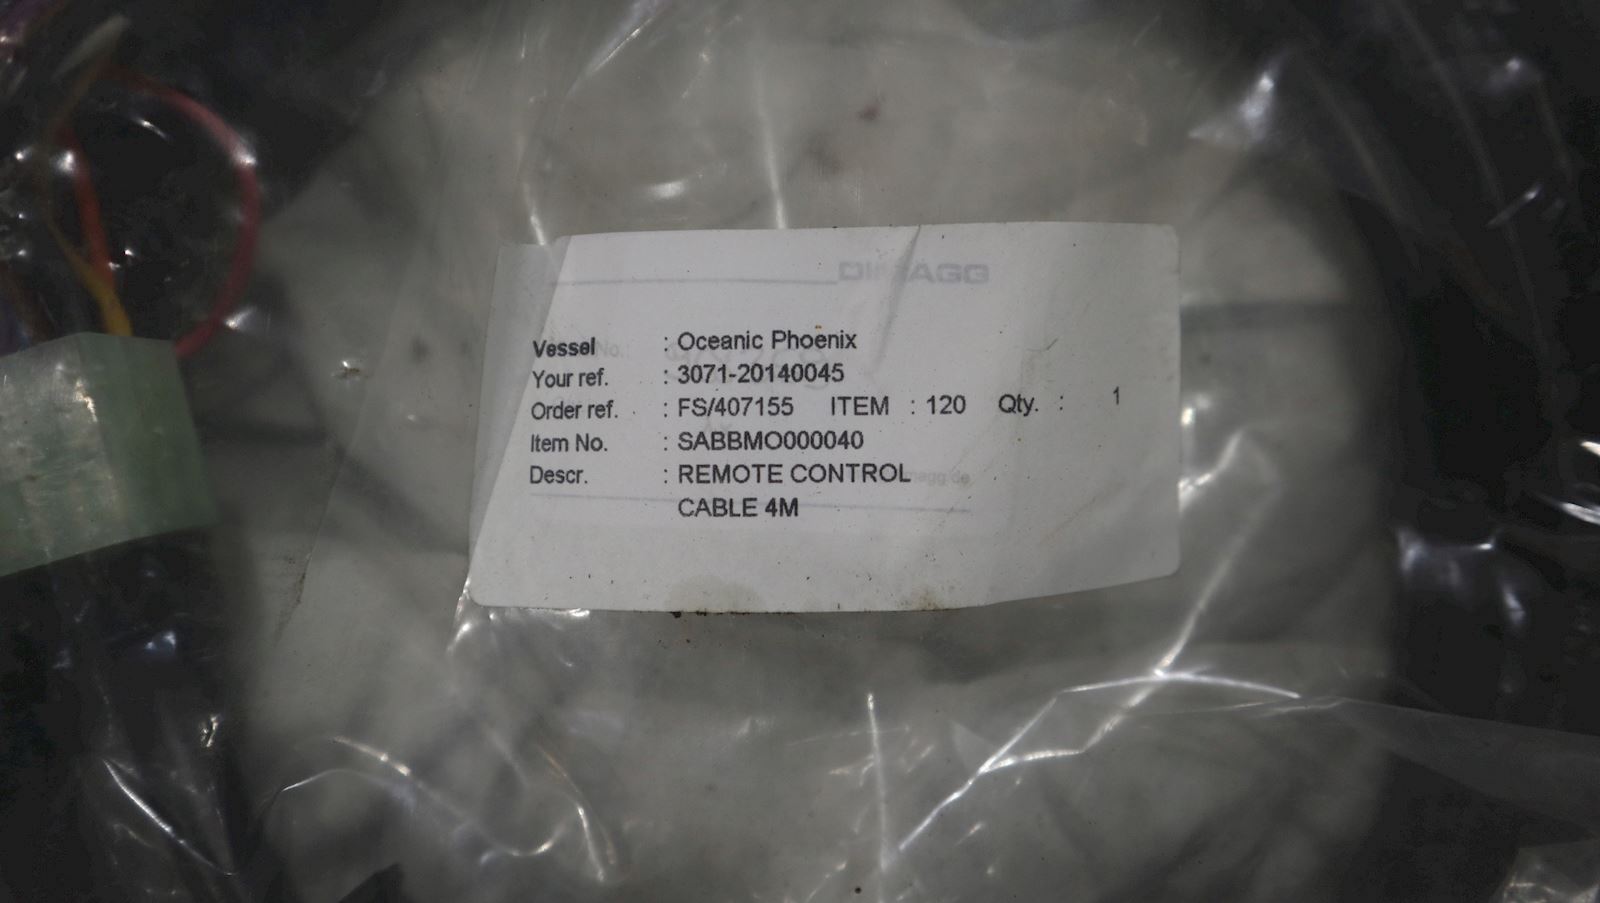 Vessel : Oceanic Phoenix
Your ref. : 3071-20140045
Order ref. : FS/407155 ITEM : 120 Qty. : 1
Item No. : SABBMO000040
Descr. : REMOTE CONTROL
CABLE 4M